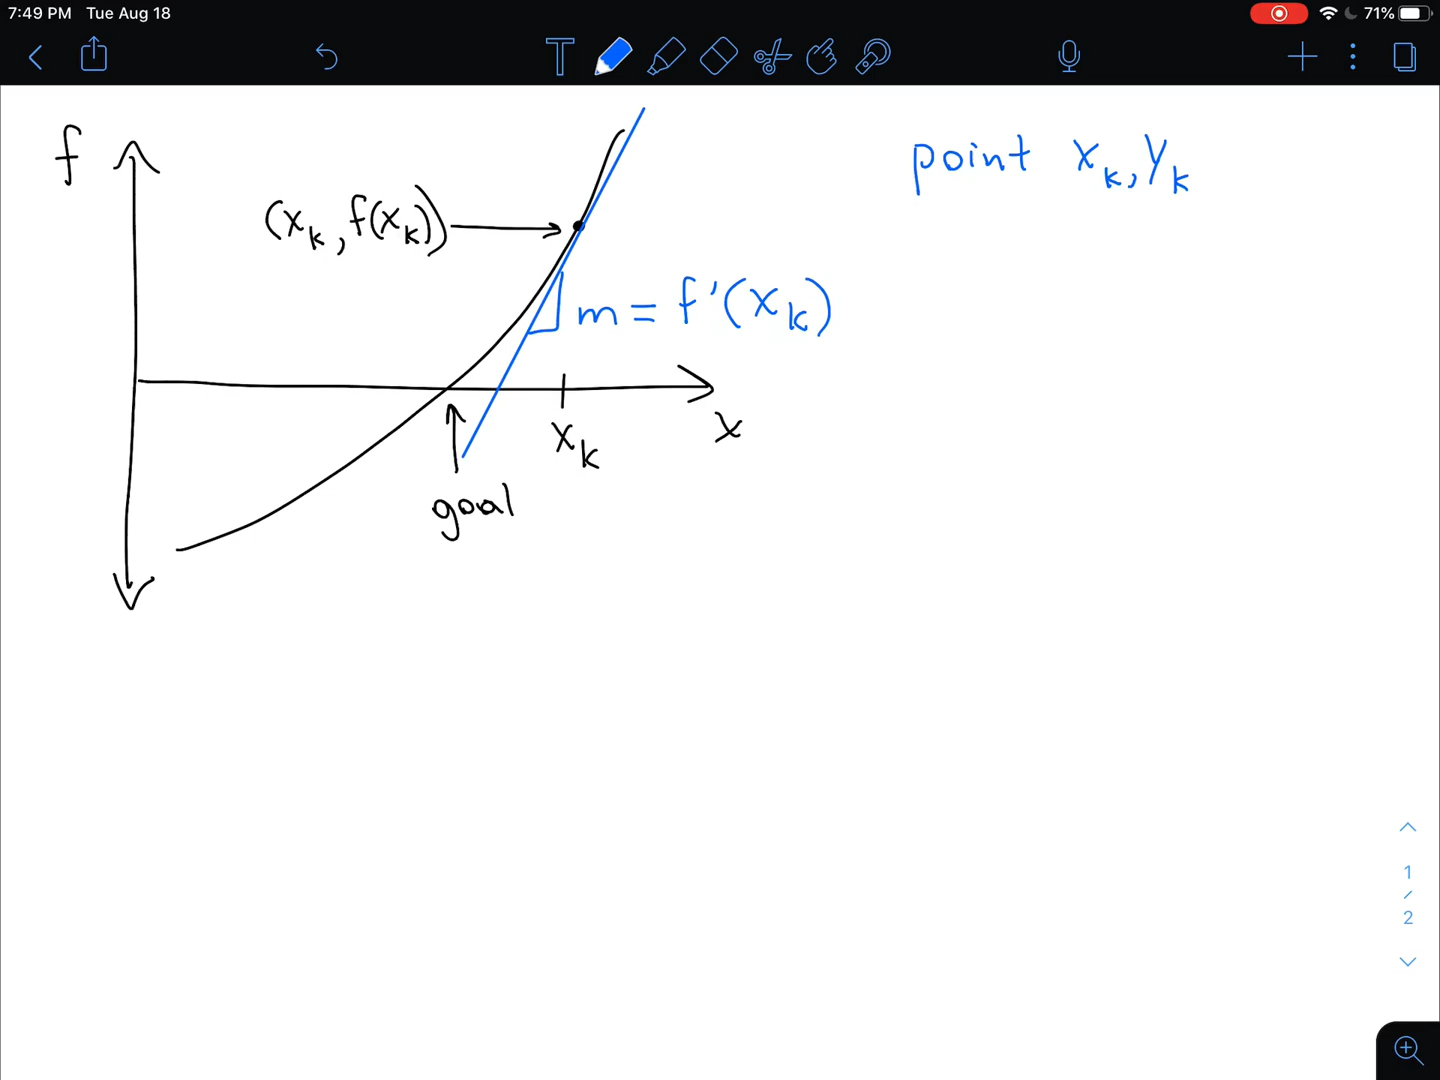 7:49 PM Tue Aug 18
71%
T
f
point xₖ, yₖ
(xₖ, f(xₖ))
m = f'(xₖ)
xₖ
x
goal
1
/
2